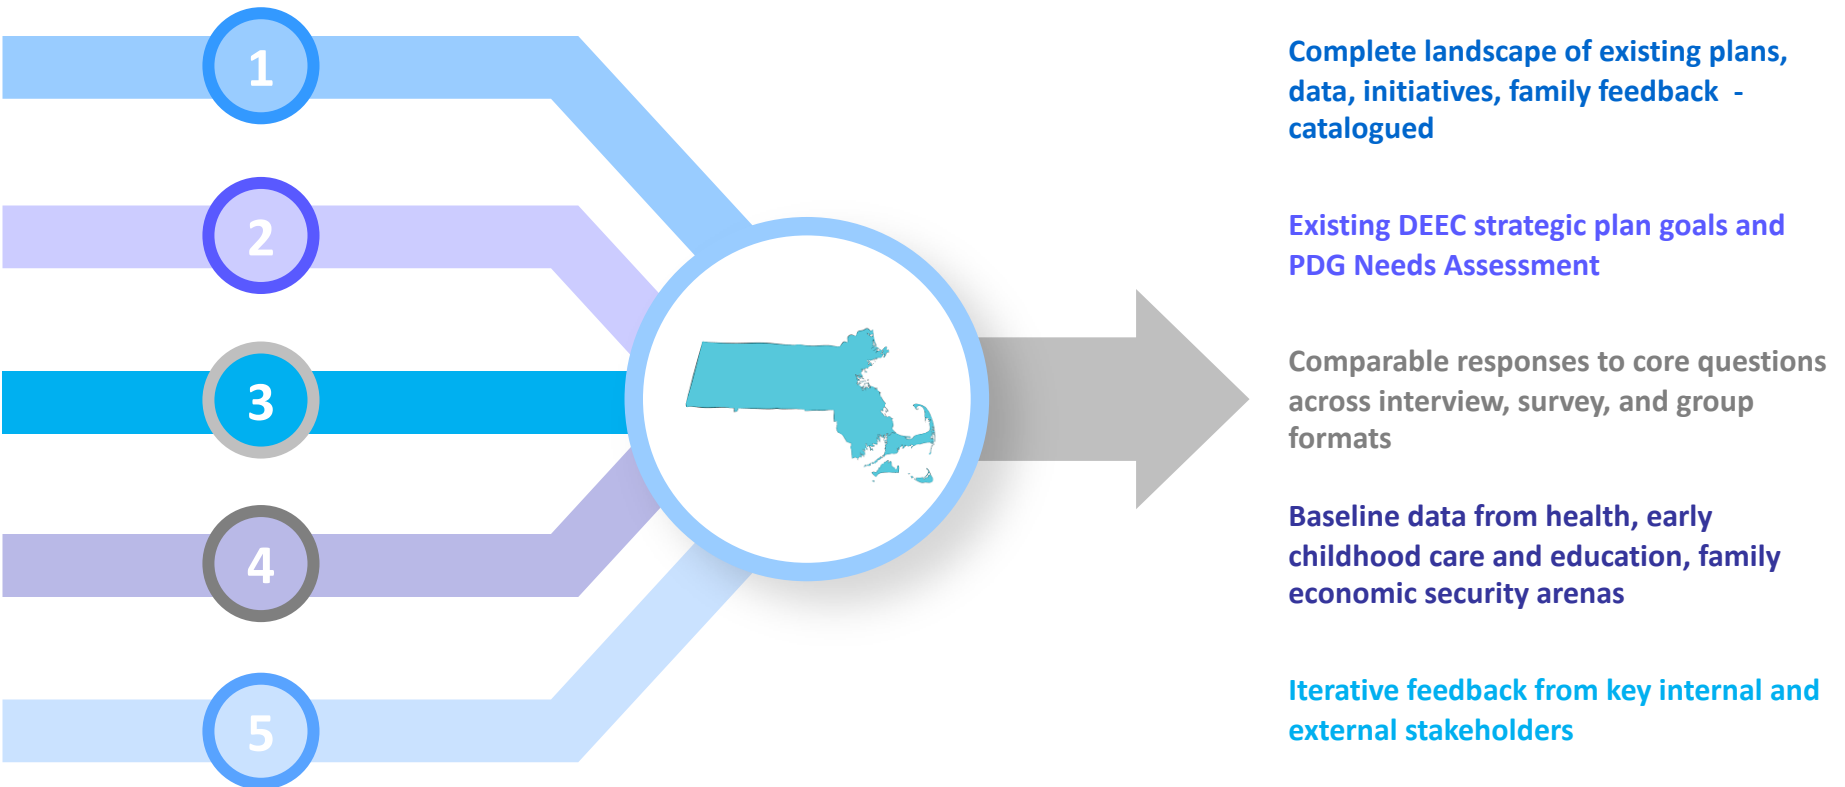 1
2
3
4
5
Complete landscape of existing plans,
data, initiatives, family feedback -
catalogued
Existing DEEC strategic plan goals and
PDG Needs Assessment
Comparable responses to core questions
across interview, survey, and group
formats
Baseline data from health, early
childhood care and education, family
economic security arenas
Iterative feedback from key internal and
external stakeholders